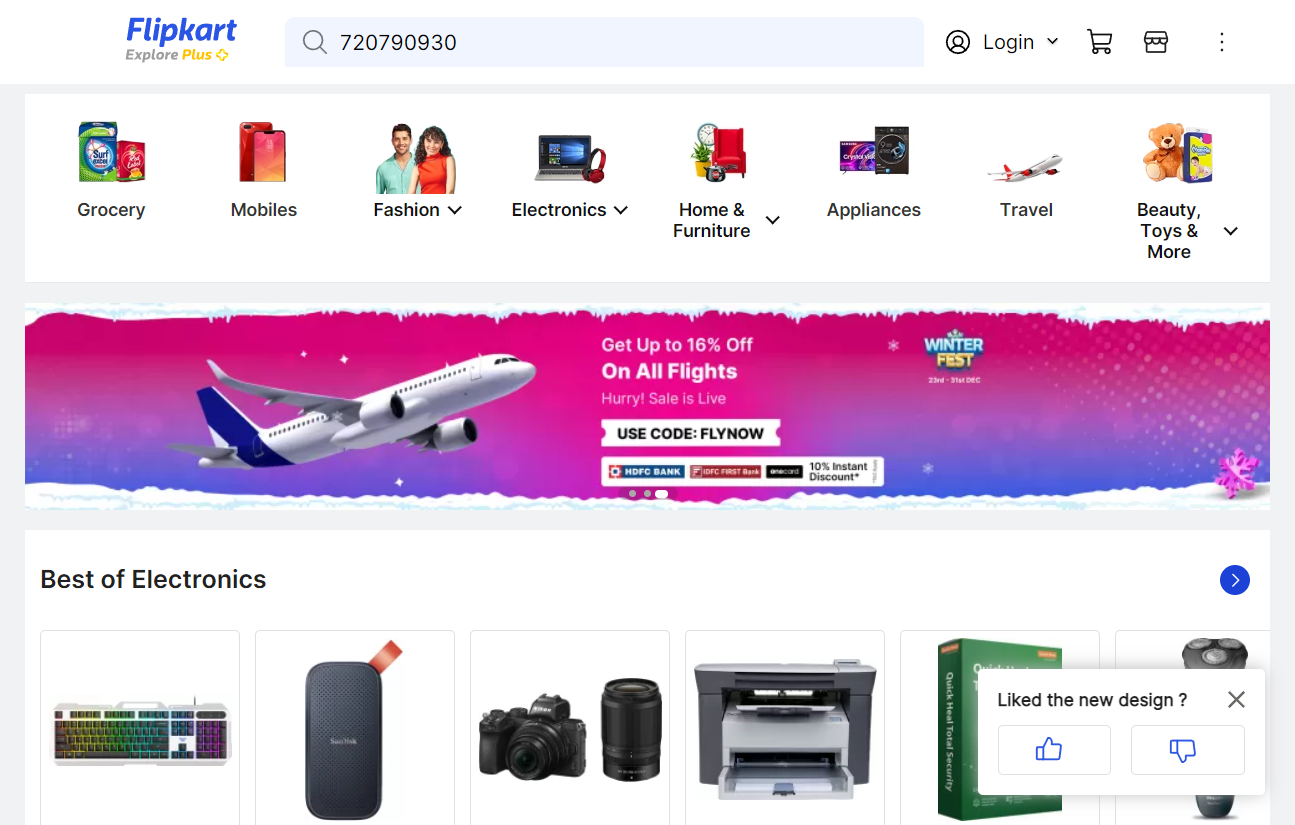 Flipkart
Explore Plus
720790930
Login
Grocery
Mobiles
Fashion
Electronics
Home &
Furniture
Appliances
Travel
Beauty,
Toys &
More
Get Up to 16% Off
On All Flights
Hurry! Sale is Live
USE CODE: FLYNOW
HDFC BANK
IDFC FIRST Bank
onecard
10% Instant
Discount*
WINTER
FEST
23rd - 31st DEC
Best of Electronics
SanDisk
Nikon
Quick Heal Total Security
Liked the new design ?